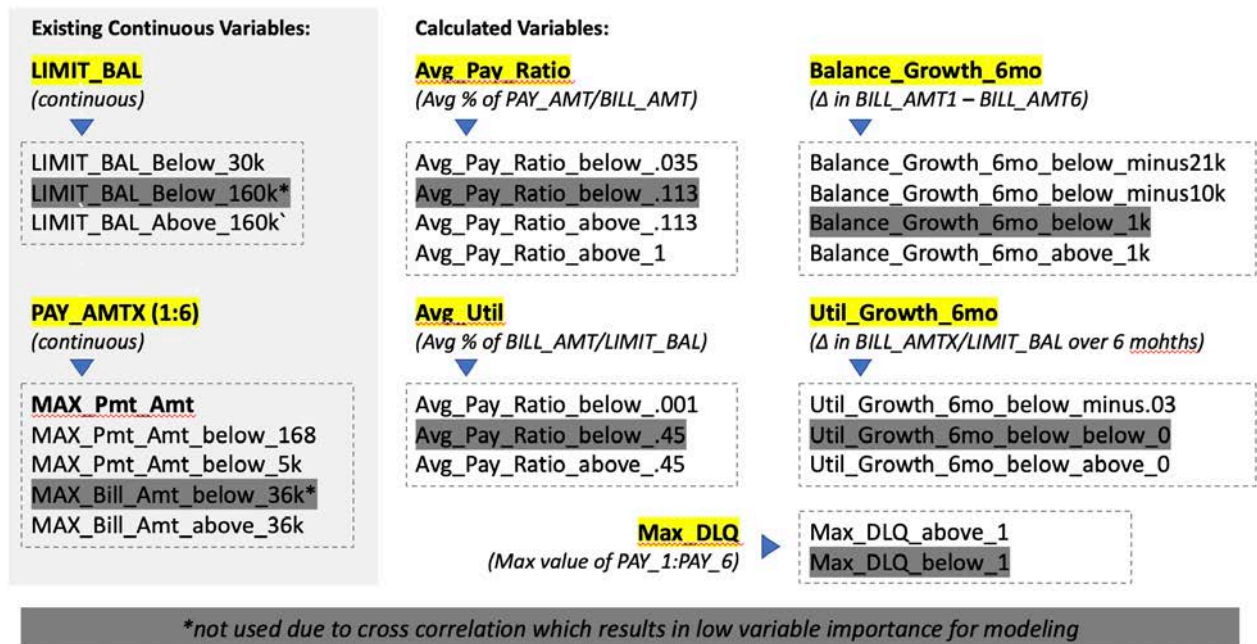 Existing Continuous Variables:
LIMIT_BAL
(continuous)
LIMIT_BAL_Below_30k
LIMIT_BAL_Below_160k*
LIMIT_BAL_Above_160k`
PAY_AMTX (1:6)
(continuous)
MAX_Pmt_Amt
MAX_Pmt_Amt_below_168
MAX_Pmt_Amt_below_5k
MAX_Bill_Amt_below_36k*
MAX_Bill_Amt_above_36k
Calculated Variables:
Avg_Pay_Ratio
(Avg % of PAY_AMT/BILL_AMT)
Avg_Pay_Ratio_below_.035
Avg_Pay_Ratio_below_.113
Avg_Pay_Ratio_above_.113
Avg_Pay_Ratio_above_1
Balance_Growth_6mo
(Δ in BILL_AMT1 – BILL_AMT6)
Balance_Growth_6mo_below_minus21k
Balance_Growth_6mo_below_minus10k
Balance_Growth_6mo_below_1k
Balance_Growth_6mo_above_1k
Avg_Util
(Avg % of BILL_AMT/LIMIT_BAL)
Avg_Pay_Ratio_below_.001
Avg_Pay_Ratio_below_.45
Avg_Pay_Ratio_above_.45
Util_Growth_6mo
(Δ in BILL_AMTX/LIMIT_BAL over 6 mohths)
Util_Growth_6mo_below_minus.03
Util_Growth_6mo_below_below_0
Util_Growth_6mo_below_above_0
Max_DLQ
(Max value of PAY_1:PAY_6)
Max_DLQ_above_1
Max_DLQ_below_1
*not used due to cross correlation which results in low variable importance for modeling